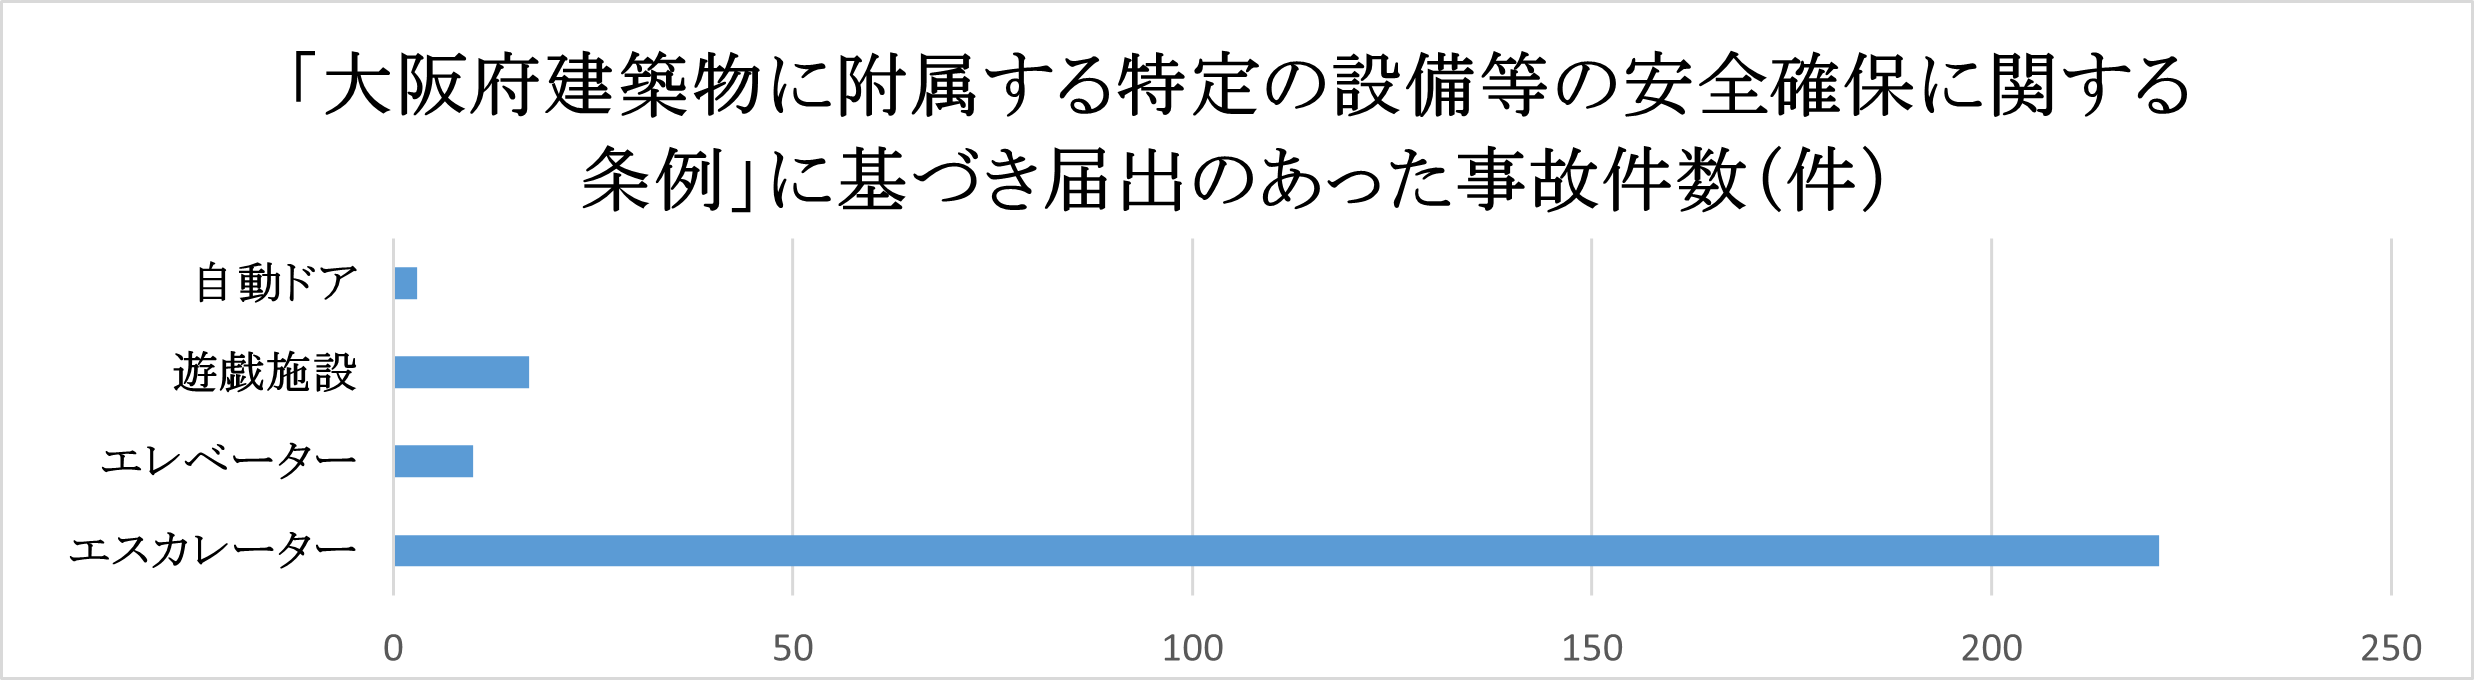 「大阪府建築物に附属する特定の設備等の安全確保に関する
条例」に基づき届出のあった事故件数(件)
自動ドア
遊戯施設
エレベーター
エスカレーター
0 50 100 150 200 250